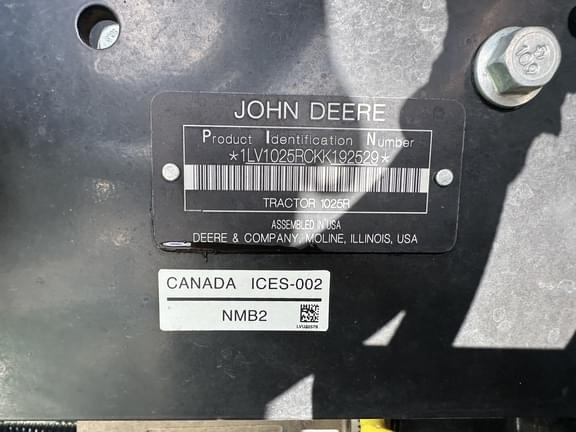 JOHN DEERE
Product Identification Number
*1LV1025RCKK192529*
TRACTOR 1025R
ASSEMBLED IN USA
DEERE & COMPANY, MOLINE, ILLINOIS, USA
CANADA ICES-002
NMB2